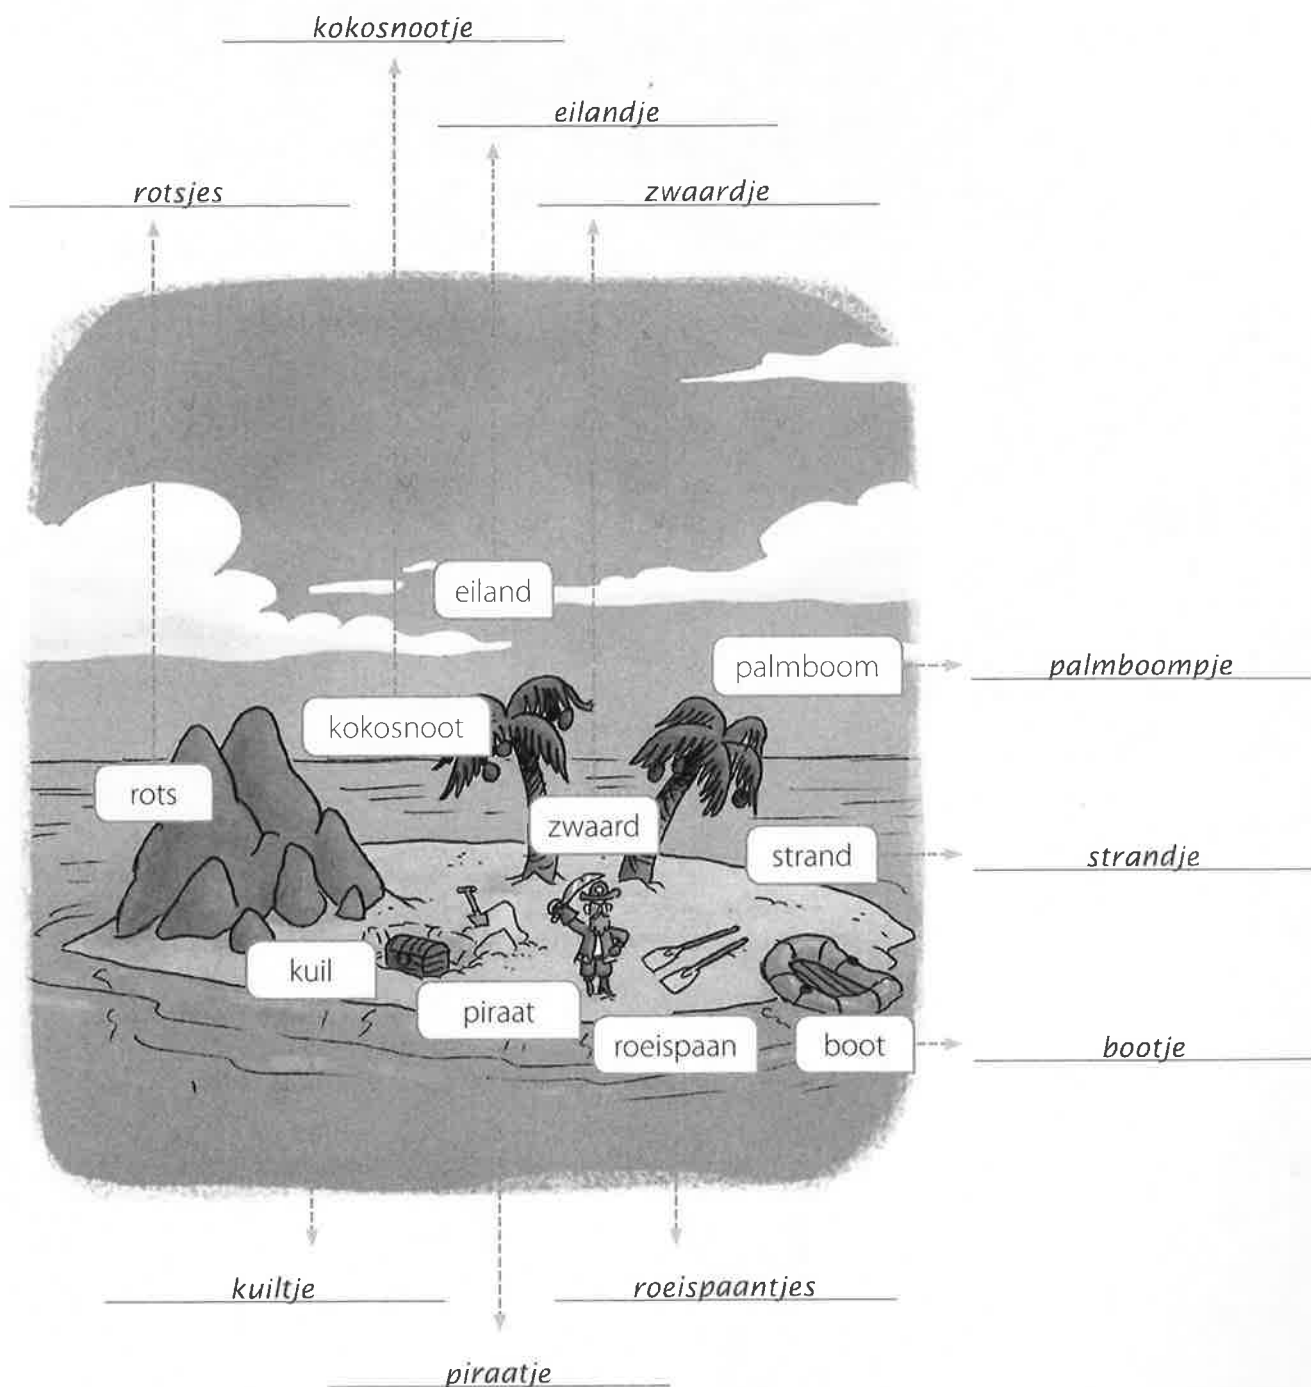 kokosnootje
eilandje
rotsjes
zwaardje
eiland
palmboom
palmboompje
kokosnoot
rots
zwaard
strand
strandje
kuil
piraat
roeispaan
boot
bootje
kuiltje
roeispaantjes
piraatje